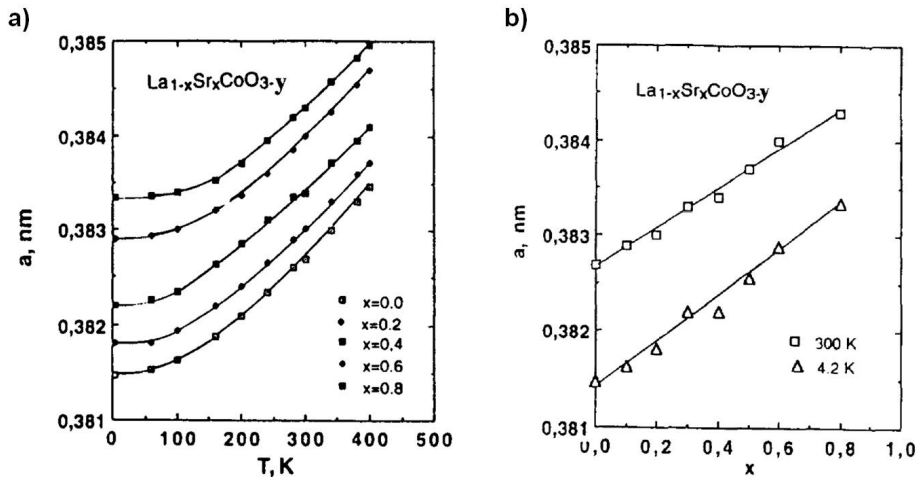 a)
0,385
0,384
0,383
0,382
0,381
a, nm
La1-xSrxCoO3-y
x=0.0
x=0.2
x=0.4
x=0.6
x=0.8
0
100
200
300
400
500
T, K
b)
0,385
0,384
0,383
0,382
0,381
a, nm
La1-xSrxCoO3-y
300 K
4.2 K
0,0
0,2
0,4
0,6
0,8
1,0
x